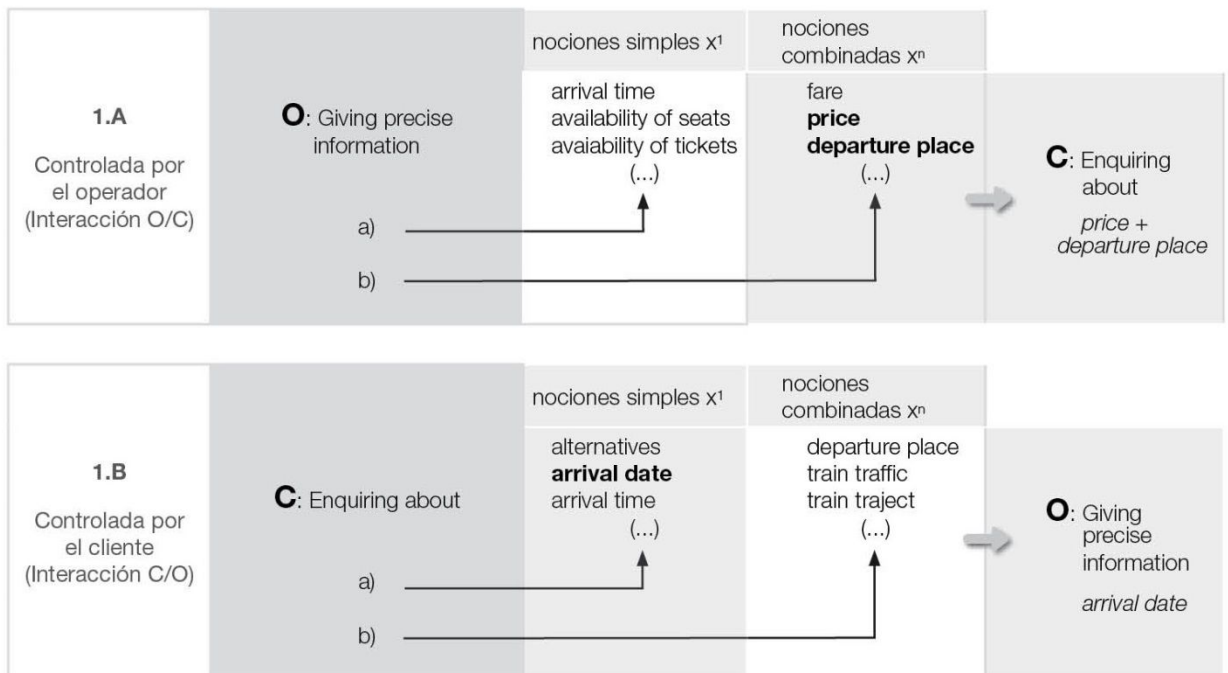 nociones simples x¹
nociones
combinadas xⁿ
1.A
Controlada por
el operador
(Interacción O/C)
O: Giving precise
information
a)
b)
arrival time
availability of seats
avaiability of tickets
(...)
fare
price
departure place
(...)
C: Enquiring
about
price +
departure place
nociones simples x¹
nociones
combinadas xⁿ
1.B
Controlada por
el cliente
(Interacción C/O)
C: Enquiring about
a)
b)
alternatives
arrival date
arrival time
(...)
departure place
train traffic
train traject
(...)
O: Giving
precise
information
arrival date